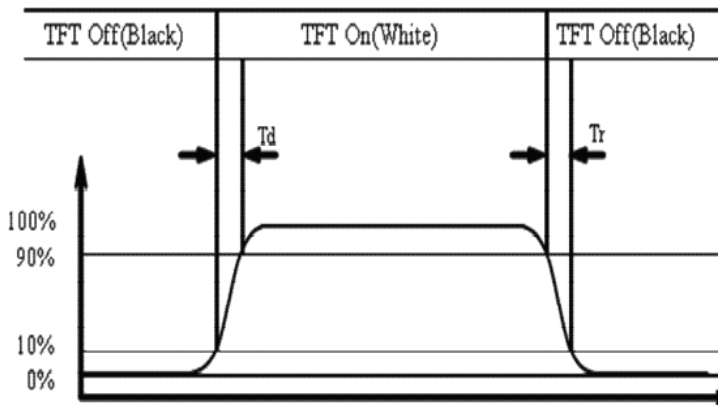 TFT Off(Black) TFT On(White) TFT Off(Black)
Td Tr
100%
90%
10%
0%